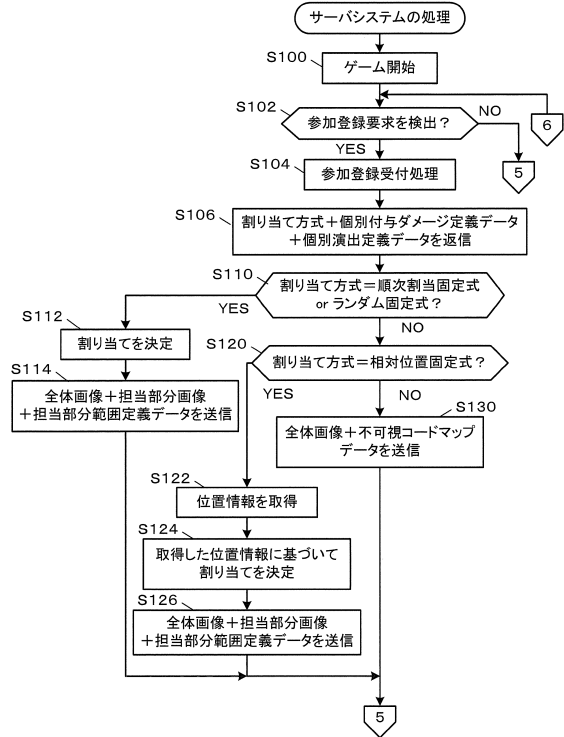 サーバシステムの処理
S100
ゲーム開始
6
S102
参加登録要求を検出？
NO
YES
5
S104
参加登録受付処理
S106
割り当て方式＋個別付与ダメージ定義データ
＋個別演出定義データを返信
S110
割り当て方式＝順次割当固定式
or ランダム固定式？
YES
NO
S112
割り当てを決定
S120
割り当て方式＝相対位置固定式？
S114
全体画像＋担当部分画像
＋担当部分範囲定義データを送信
YES
NO
S130
全体画像＋不可視コードマップ
データを送信
S122
位置情報を取得
S124
取得した位置情報に基づいて
割り当てを決定
S126
全体画像＋担当部分画像
＋担当部分範囲定義データを送信
5